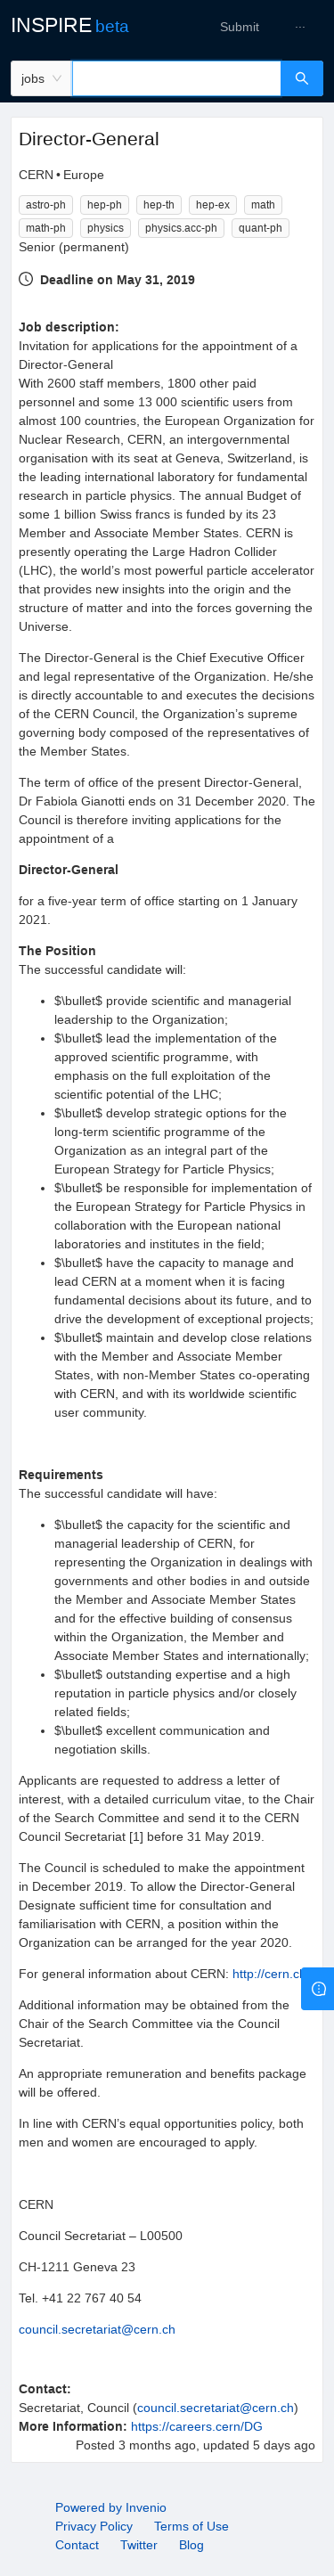 INSPIRE beta
Submit ···
jobs
Director-General
CERN • Europe
astro-ph hep-ph hep-th hep-ex math
math-ph physics physics.acc-ph quant-ph
Senior (permanent)
Deadline on May 31, 2019
Job description:
Invitation for applications for the appointment of a
Director-General
With 2600 staff members, 1800 other paid
personnel and some 13 000 scientific users from
almost 100 countries, the European Organization for
Nuclear Research, CERN, an intergovernmental
organisation with its seat at Geneva, Switzerland, is
the leading international laboratory for fundamental
research in particle physics. The annual Budget of
some 1 billion Swiss francs is funded by its 23
Member and Associate Member States. CERN is
presently operating the Large Hadron Collider
(LHC), the world’s most powerful particle accelerator
that provides new insights into the origin and the
structure of matter and into the forces governing the
Universe.
The Director-General is the Chief Executive Officer
and legal representative of the Organization. He/she
is directly accountable to and executes the decisions
of the CERN Council, the Organization’s supreme
governing body composed of the representatives of
the Member States.
The term of office of the present Director-General,
Dr Fabiola Gianotti ends on 31 December 2020. The
Council is therefore inviting applications for the
appointment of a
Director-General
for a five-year term of office starting on 1 January
2021.
The Position
The successful candidate will:
• $\bullet$ provide scientific and managerial
leadership to the Organization;
• $\bullet$ lead the implementation of the
approved scientific programme, with
emphasis on the full exploitation of the
scientific potential of the LHC;
• $\bullet$ develop strategic options for the
long-term scientific programme of the
Organization as an integral part of the
European Strategy for Particle Physics;
• $\bullet$ be responsible for implementation of
the European Strategy for Particle Physics in
collaboration with the European national
laboratories and institutes in the field;
• $\bullet$ have the capacity to manage and
lead CERN at a moment when it is facing
fundamental decisions about its future, and to
drive the development of exceptional projects;
• $\bullet$ maintain and develop close relations
with the Member and Associate Member
States, with non-Member States co-operating
with CERN, and with its worldwide scientific
user community.
Requirements
The successful candidate will have:
• $\bullet$ the capacity for the scientific and
managerial leadership of CERN, for
representing the Organization in dealings with
governments and other bodies in and outside
the Member and Associate Member States
and for the effective building of consensus
within the Organization, the Member and
Associate Member States and internationally;
• $\bullet$ outstanding expertise and a high
reputation in particle physics and/or closely
related fields;
• $\bullet$ excellent communication and
negotiation skills.
Applicants are requested to address a letter of
interest, with a detailed curriculum vitae, to the Chair
of the Search Committee and send it to the CERN
Council Secretariat [1] before 31 May 2019.
The Council is scheduled to make the appointment
in December 2019. To allow the Director-General
Designate sufficient time for consultation and
familiarisation with CERN, a position within the
Organization can be arranged for the year 2020.
For general information about CERN: http://cern.ch
Additional information may be obtained from the
Chair of the Search Committee via the Council
Secretariat.
An appropriate remuneration and benefits package
will be offered.
In line with CERN’s equal opportunities policy, both
men and women are encouraged to apply.
CERN
Council Secretariat – L00500
CH-1211 Geneva 23
Tel. +41 22 767 40 54
council.secretariat@cern.ch
Contact:
Secretariat, Council (council.secretariat@cern.ch)
More Information: https://careers.cern/DG
Posted 3 months ago, updated 5 days ago
Powered by Invenio
Privacy Policy Terms of Use
Contact Twitter Blog